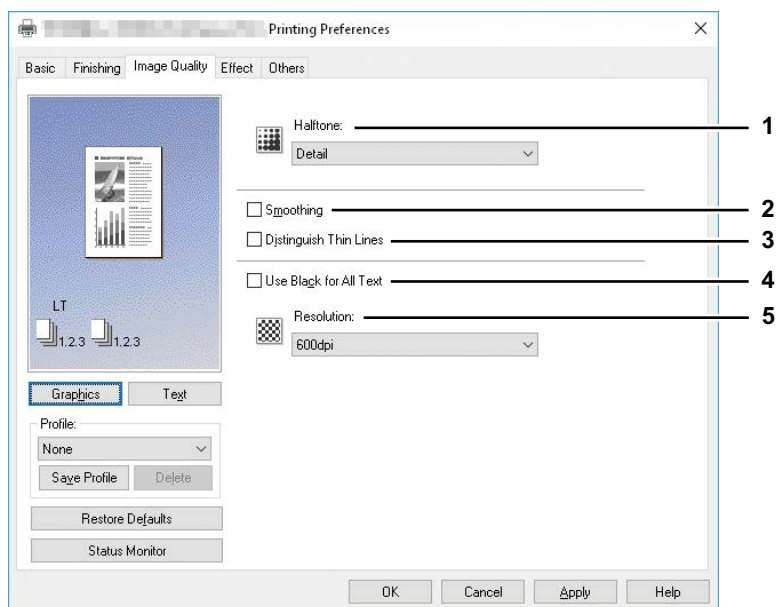 Printing Preferences
Basic Finishing Image Quality Effect Others
Halftone: 1
Detail
Smoothing 2
Distinguish Thin Lines 3
Use Black for All Text 4
Resolution: 5
600dpi
LT
1.2.3 1.2.3
Graphics Text
Profile:
None
Save Profile Delete
Restore Defaults
Status Monitor
OK Cancel Apply Help